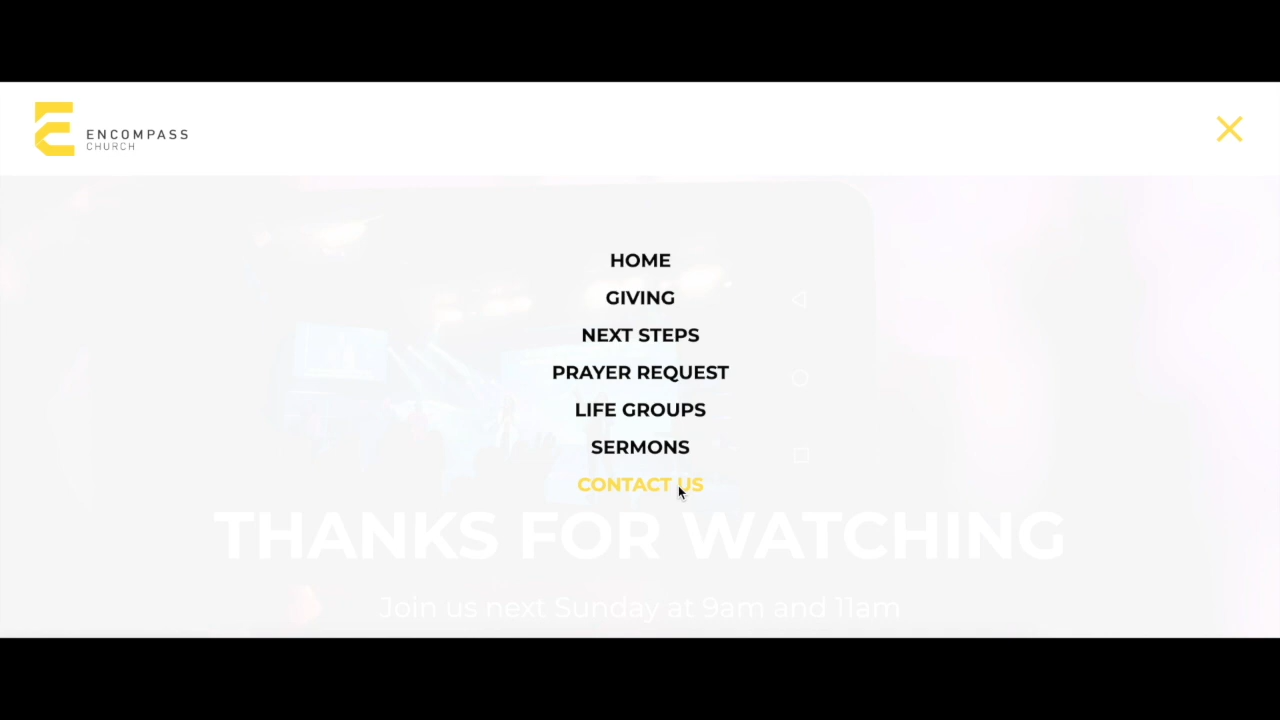 ENCOMPASS
CHURCH
HOME
GIVING
NEXT STEPS
PRAYER REQUEST
LIFE GROUPS
SERMONS
CONTACT US
THANKS FOR WATCHING
Join us next Sunday at 9am and 11am